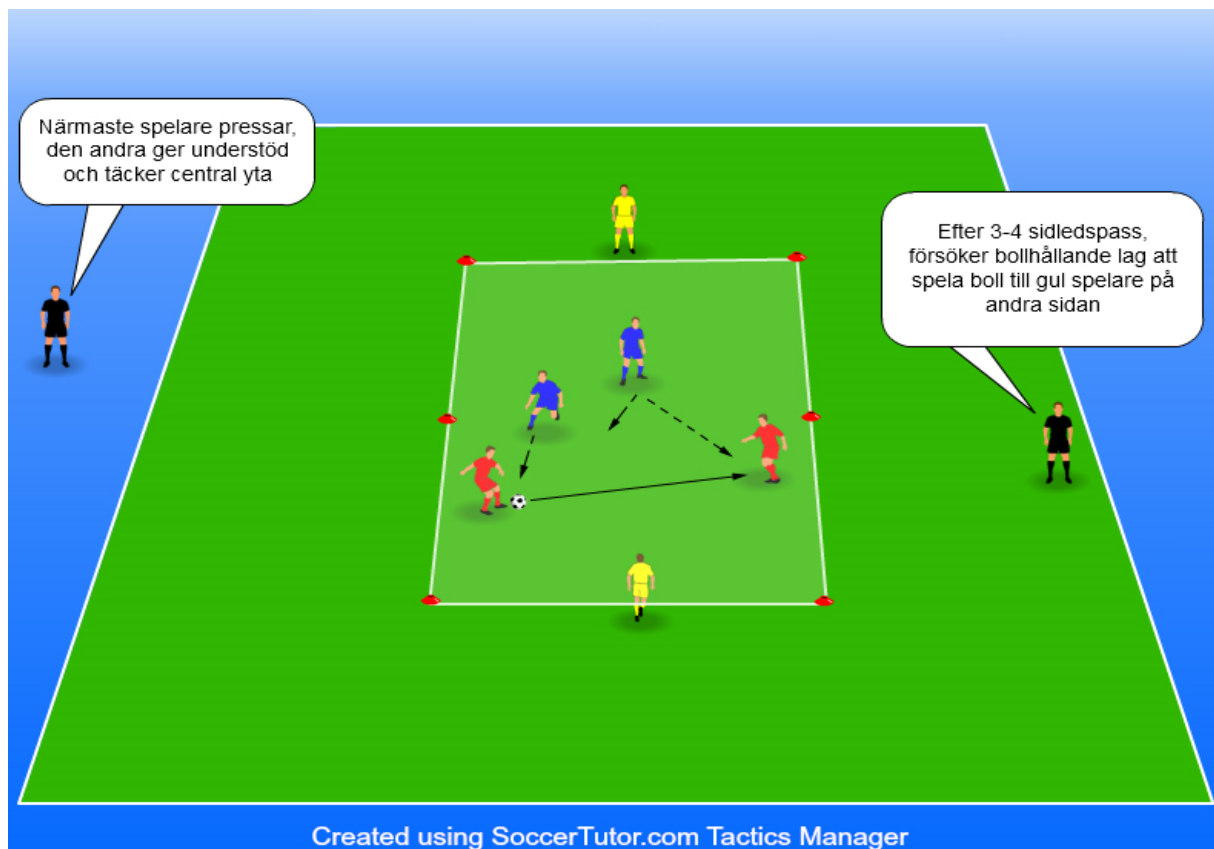 Närmaste spelare pressar,
den andra ger understöd
och täcker central yta
Efter 3-4 sidledspass,
försöker bollhållande lag att
spela boll till gul spelare på
andra sidan
Created using SoccerTutor.com Tactics Manager